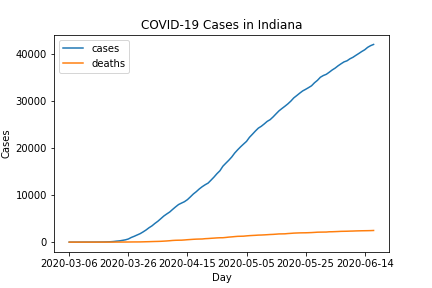 COVID-19 Cases in Indiana
cases
deaths
40000
30000
20000
10000
0
Cases
2020-03-06 2020-03-26 2020-04-15 2020-05-05 2020-05-25 2020-06-14
Day